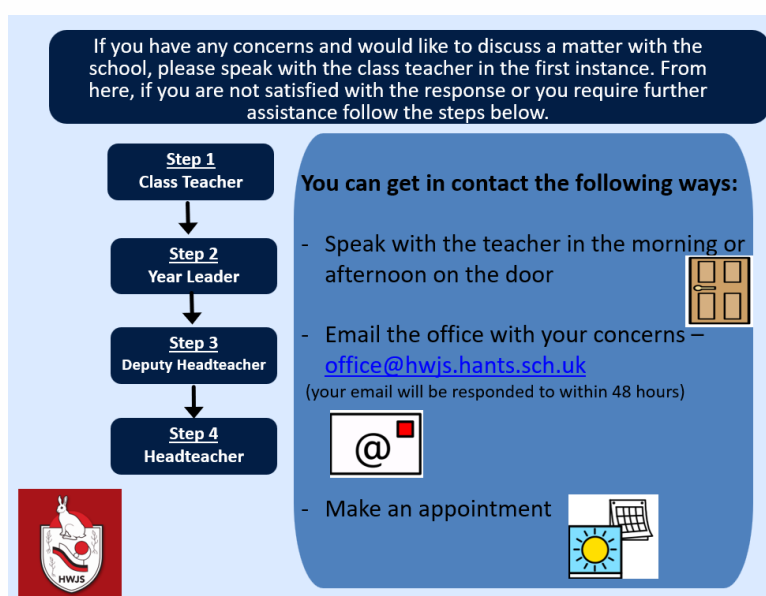 If you have any concerns and would like to discuss a matter with the
school, please speak with the class teacher in the first instance. From
here, if you are not satisfied with the response or you require further
assistance follow the steps below.
Step 1
Class Teacher
Step 2
Year Leader
Step 3
Deputy Headteacher
Step 4
Headteacher
You can get in contact the following ways:
- Speak with the teacher in the morning or
afternoon on the door
- Email the office with your concerns –
office@hwjs.hants.sch.uk
(your email will be responded to within 48 hours)
@
- Make an appointment
HWJS